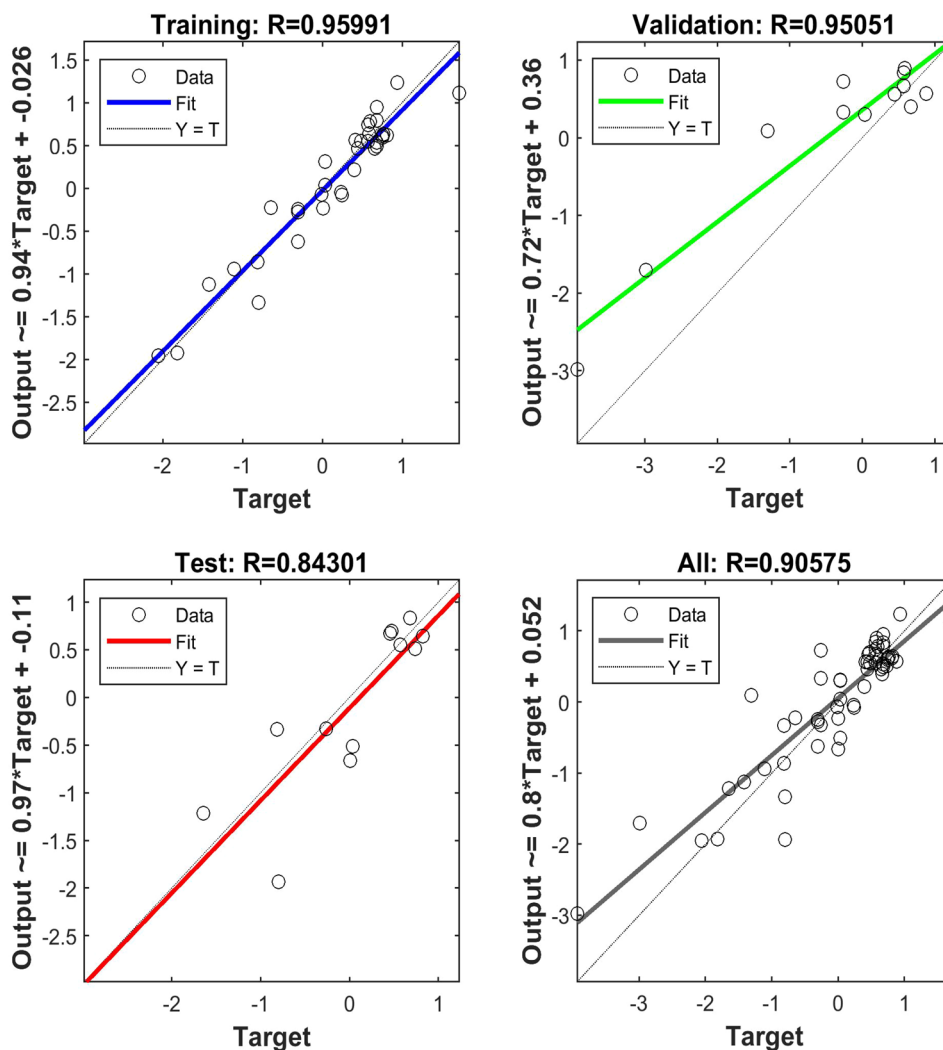 Training: R=0.95991
Output ~= 0.94*Target + -0.026
1.5
1
0.5
0
-0.5
-1
-1.5
-2
-2.5
Data
Fit
Y = T
-2
-1
0
1
Target
Validation: R=0.95051
Output ~= 0.72*Target + 0.36
1
0
-1
-2
-3
Data
Fit
Y = T
-3
-2
-1
0
1
Target
Test: R=0.84301
Output ~= 0.97*Target + -0.11
1
0.5
0
-0.5
-1
-1.5
-2
-2.5
Data
Fit
Y = T
-2
-1
0
1
Target
All: R=0.90575
Output ~= 0.8*Target + 0.052
1
0
-1
-2
-3
Data
Fit
Y = T
-3
-2
-1
0
1
Target